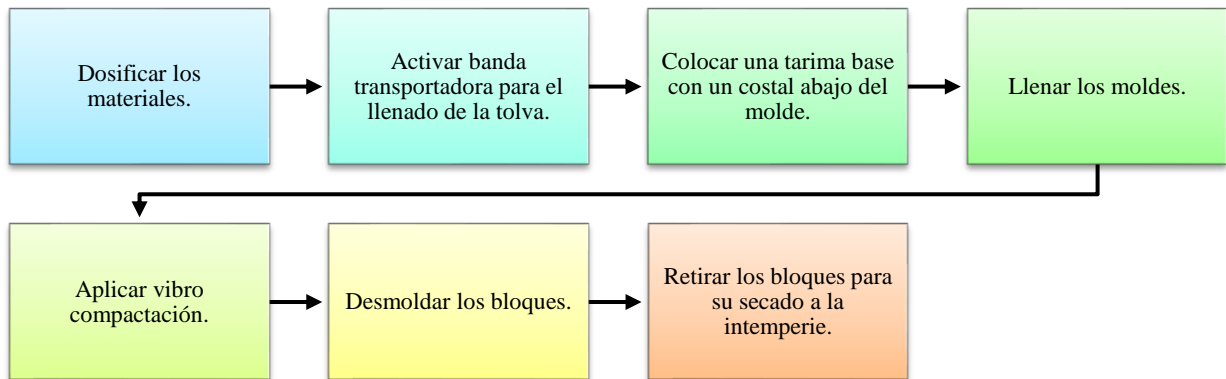 Dosificar los
materiales.
Activar banda
transportadora para el
llenado de la tolva.
Colocar una tarima base
con un costal abajo del
molde.
Llenar los moldes.
Aplicar vibro
compactación.
Desmoldar los bloques.
Retirar los bloques para
su secado a la
intemperie.